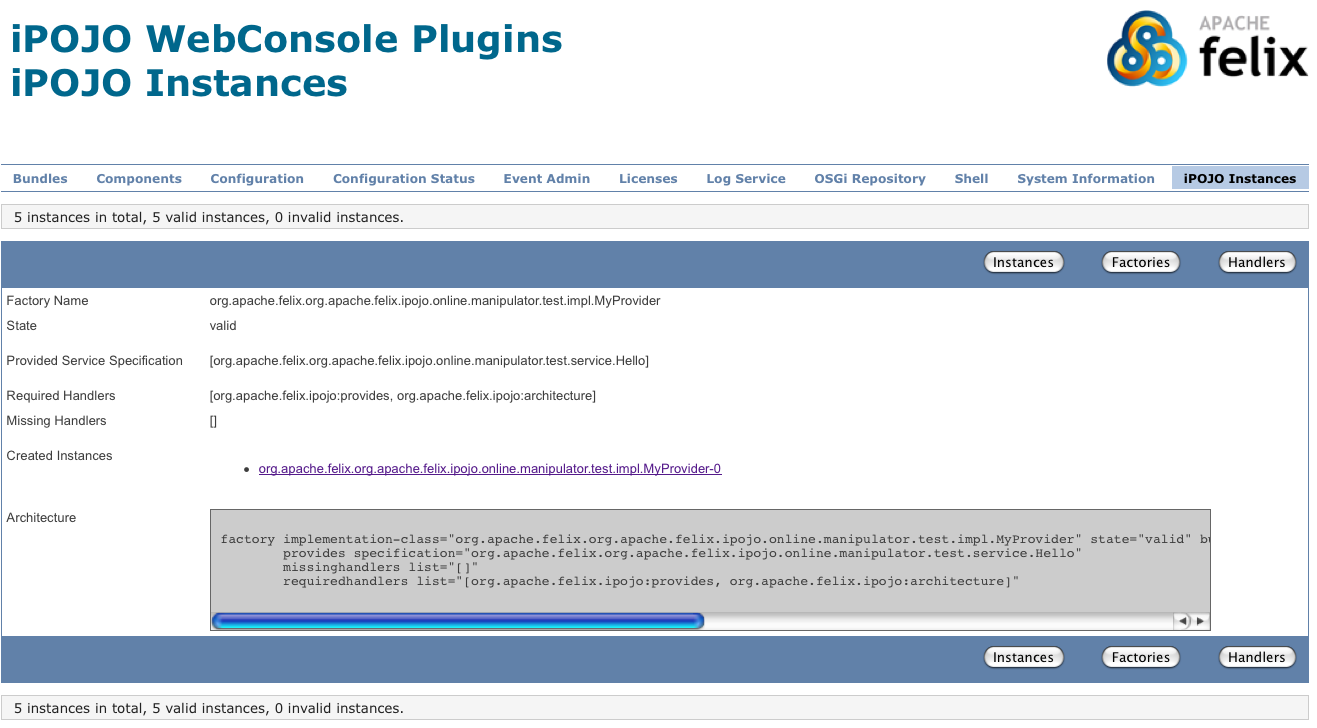 iPOJO WebConsole Plugins
iPOJO Instances
APACHE
felix
Bundles Components Configuration Configuration Status Event Admin Licenses Log Service OSGi Repository Shell System Information iPOJO Instances
5 instances in total, 5 valid instances, 0 invalid instances.
Instances Factories Handlers
Factory Name org.apache.felix.org.apache.felix.ipojo.online.manipulator.test.impl.MyProvider
State valid
Provided Service Specification [org.apache.felix.org.apache.felix.ipojo.online.manipulator.test.service.Hello]
Required Handlers [org.apache.felix.ipojo:provides, org.apache.felix.ipojo:architecture]
Missing Handlers []
Created Instances
• org.apache.felix.org.apache.felix.ipojo.online.manipulator.test.impl.MyProvider-0
Architecture
factory implementation-class="org.apache.felix.org.apache.felix.ipojo.online.manipulator.test.impl.MyProvider" state="valid"
provides specification="org.apache.felix.org.apache.felix.ipojo.online.manipulator.test.service.Hello"
missinghandlers list="[]"
requiredhandlers list="[org.apache.felix.ipojo:provides, org.apache.felix.ipojo:architecture]"
Instances Factories Handlers
5 instances in total, 5 valid instances, 0 invalid instances.